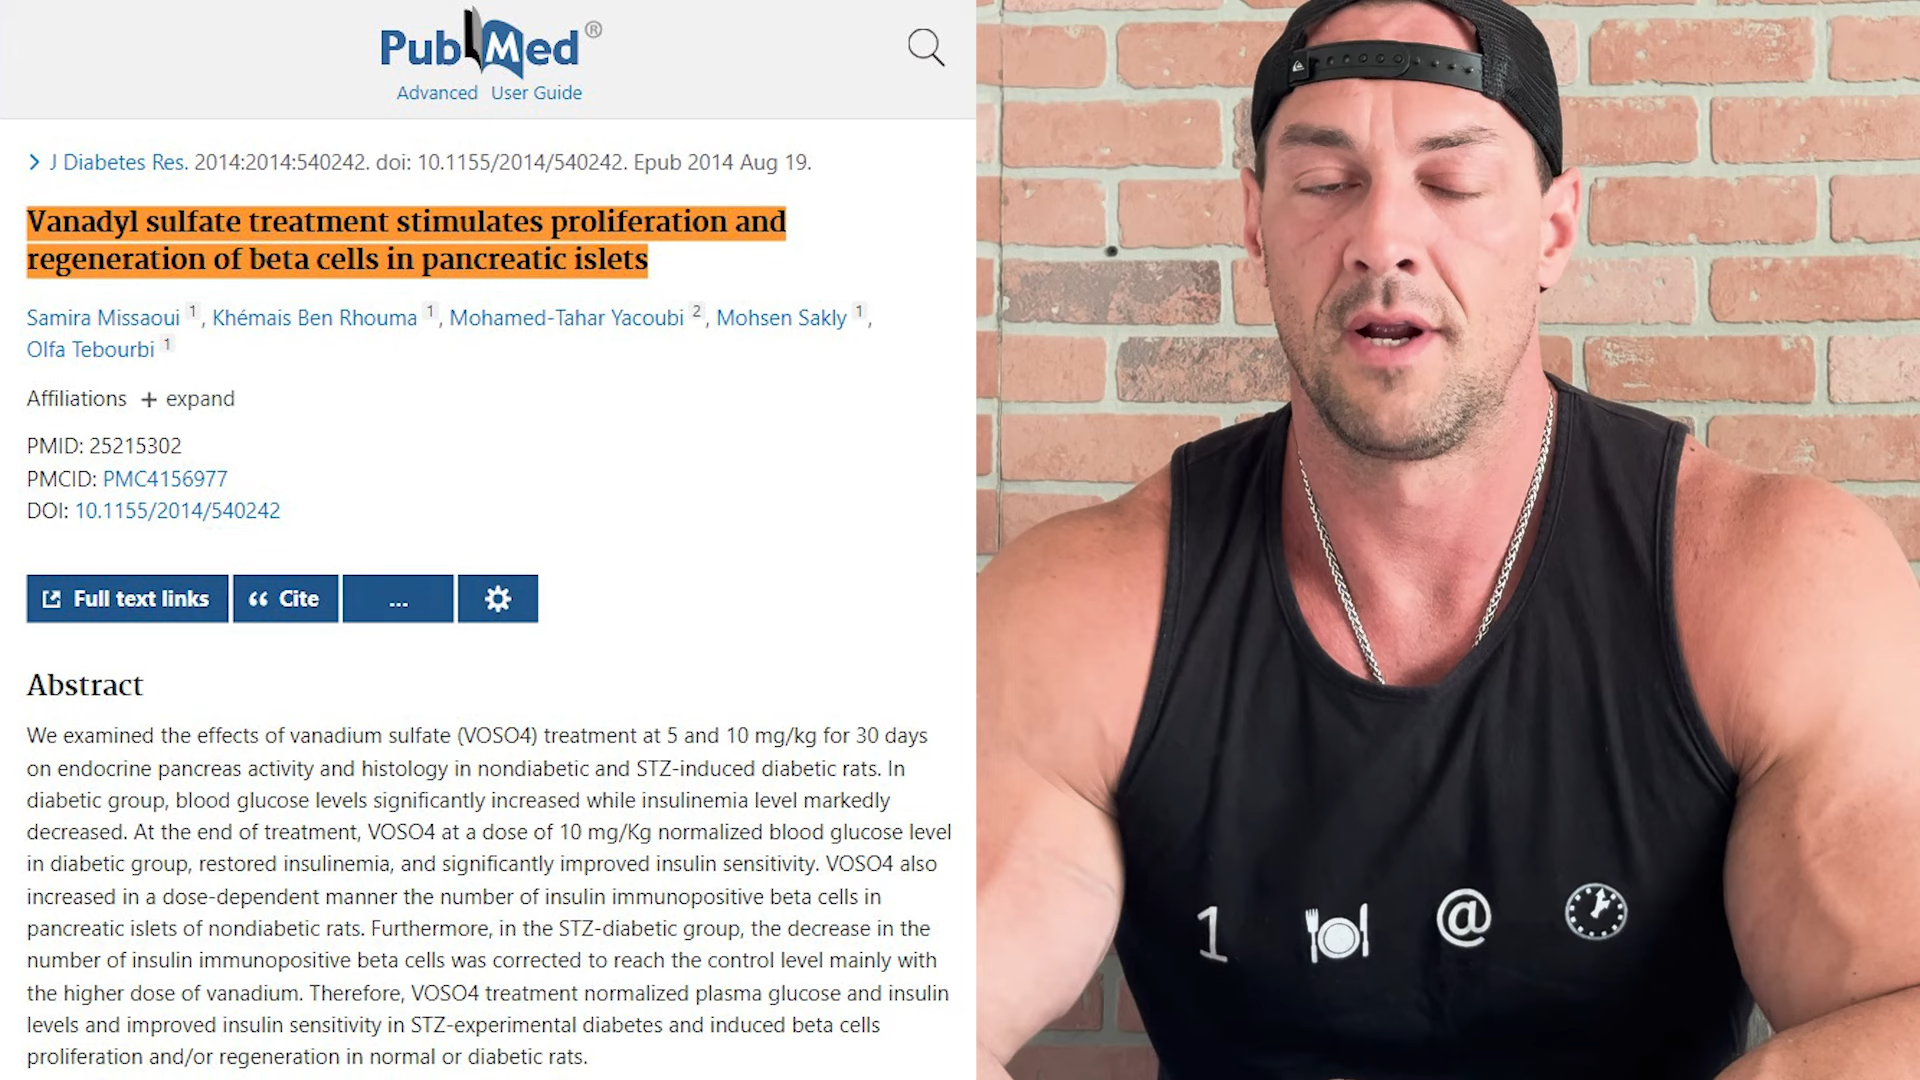 PubMed®
Advanced User Guide
J Diabetes Res. 2014:2014:540242. doi: 10.1155/2014/540242. Epub 2014 Aug 19.
Vanadyl sulfate treatment stimulates proliferation and
regeneration of beta cells in pancreatic islets
Samira Missaoui 1, Khémais Ben Rhouma 1, Mohamed-Tahar Yacoubi 2, Mohsen Sakly 1,
Olfa Tebourbi 1
Affiliations + expand
PMID: 25215302
PMCID: PMC4156977
DOI: 10.1155/2014/540242
Full text links
Cite
...
Abstract
We examined the effects of vanadium sulfate (VOSO4) treatment at 5 and 10 mg/kg for 30 days
on endocrine pancreas activity and histology in nondiabetic and STZ-induced diabetic rats. In
diabetic group, blood glucose levels significantly increased while insulinemia level markedly
decreased. At the end of treatment, VOSO4 at a dose of 10 mg/Kg normalized blood glucose level
in diabetic group, restored insulinemia, and significantly improved insulin sensitivity. VOSO4 also
increased in a dose-dependent manner the number of insulin immunopositive beta cells in
pancreatic islets of nondiabetic rats. Furthermore, in the STZ-diabetic group, the decrease in the
number of insulin immunopositive beta cells was corrected to reach the control level mainly with
the higher dose of vanadium. Therefore, VOSO4 treatment normalized plasma glucose and insulin
levels and improved insulin sensitivity in STZ-experimental diabetes and induced beta cells
proliferation and/or regeneration in normal or diabetic rats.
1 @